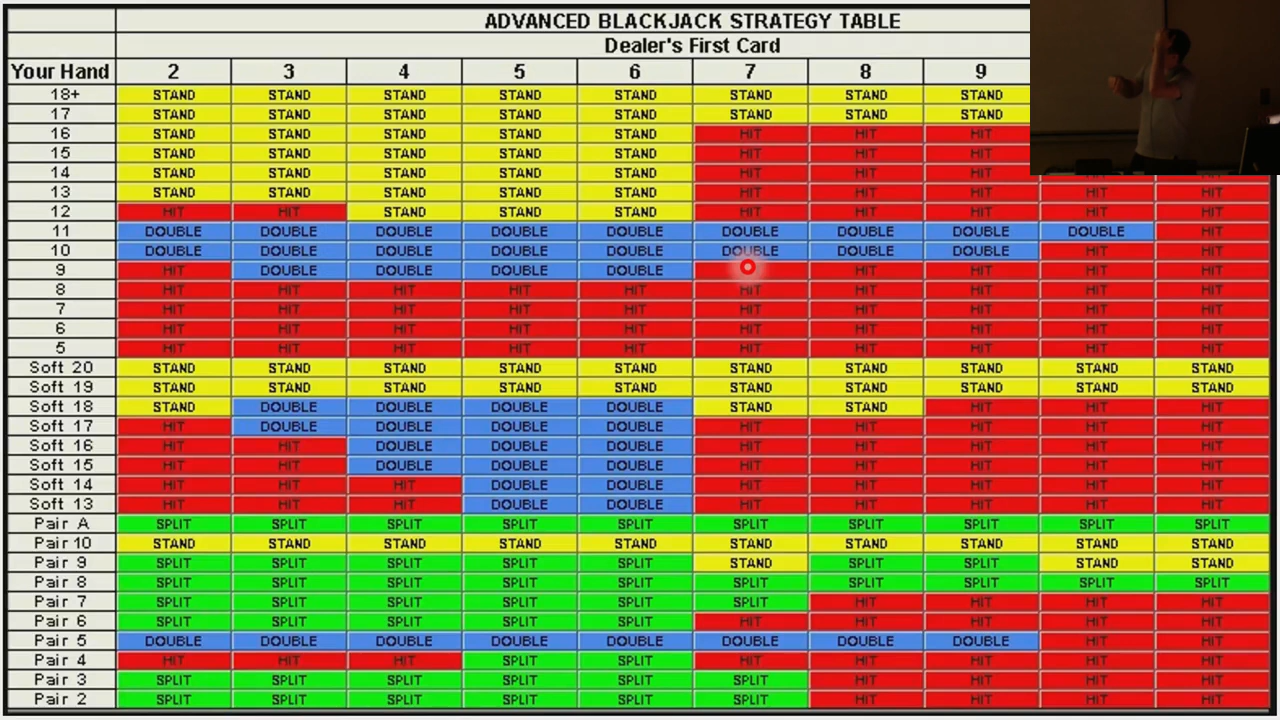 ADVANCED BLACKJACK STRATEGY TABLE
Dealer's First Card
Your Hand 2 3 4 5 6 7 8 9
18+ STAND STAND STAND STAND STAND STAND STAND STAND
17 STAND STAND STAND STAND STAND STAND STAND STAND
16 STAND STAND STAND STAND STAND HIT HIT HIT
15 STAND STAND STAND STAND STAND HIT HIT HIT
14 STAND STAND STAND STAND STAND HIT HIT HIT HIT HIT
13 STAND STAND STAND STAND STAND HIT HIT HIT HIT HIT
12 HIT HIT STAND STAND STAND HIT HIT HIT HIT HIT
11 DOUBLE DOUBLE DOUBLE DOUBLE DOUBLE DOUBLE DOUBLE DOUBLE DOUBLE HIT
10 DOUBLE DOUBLE DOUBLE DOUBLE DOUBLE DOUBLE DOUBLE DOUBLE HIT HIT
9 HIT DOUBLE DOUBLE DOUBLE DOUBLE HIT HIT HIT HIT
8 HIT HIT HIT HIT HIT HIT HIT HIT HIT HIT
7 HIT HIT HIT HIT HIT HIT HIT HIT HIT HIT
6 HIT HIT HIT HIT HIT HIT HIT HIT HIT HIT
5 HIT HIT HIT HIT HIT HIT HIT HIT HIT HIT
Soft 20 STAND STAND STAND STAND STAND STAND STAND STAND STAND STAND
Soft 19 STAND STAND STAND STAND STAND STAND STAND STAND STAND STAND
Soft 18 STAND DOUBLE DOUBLE DOUBLE DOUBLE STAND STAND HIT HIT HIT
Soft 17 HIT DOUBLE DOUBLE DOUBLE DOUBLE HIT HIT HIT HIT HIT
Soft 16 HIT HIT DOUBLE DOUBLE DOUBLE HIT HIT HIT HIT HIT
Soft 15 HIT HIT DOUBLE DOUBLE DOUBLE HIT HIT HIT HIT HIT
Soft 14 HIT HIT HIT DOUBLE DOUBLE HIT HIT HIT HIT HIT
Soft 13 HIT HIT HIT DOUBLE DOUBLE HIT HIT HIT HIT HIT
Pair A SPLIT SPLIT SPLIT SPLIT SPLIT SPLIT SPLIT SPLIT SPLIT SPLIT
Pair 10 STAND STAND STAND STAND STAND STAND STAND STAND STAND STAND
Pair 9 SPLIT SPLIT SPLIT SPLIT SPLIT STAND SPLIT SPLIT STAND STAND
Pair 8 SPLIT SPLIT SPLIT SPLIT SPLIT SPLIT SPLIT SPLIT SPLIT SPLIT
Pair 7 SPLIT SPLIT SPLIT SPLIT SPLIT SPLIT HIT HIT HIT HIT
Pair 6 SPLIT SPLIT SPLIT SPLIT SPLIT HIT HIT HIT HIT HIT
Pair 5 DOUBLE DOUBLE DOUBLE DOUBLE DOUBLE DOUBLE DOUBLE DOUBLE HIT HIT
Pair 4 HIT HIT HIT SPLIT SPLIT HIT HIT HIT HIT HIT
Pair 3 SPLIT SPLIT SPLIT SPLIT SPLIT SPLIT HIT HIT HIT HIT
Pair 2 SPLIT SPLIT SPLIT SPLIT SPLIT SPLIT HIT HIT HIT HIT